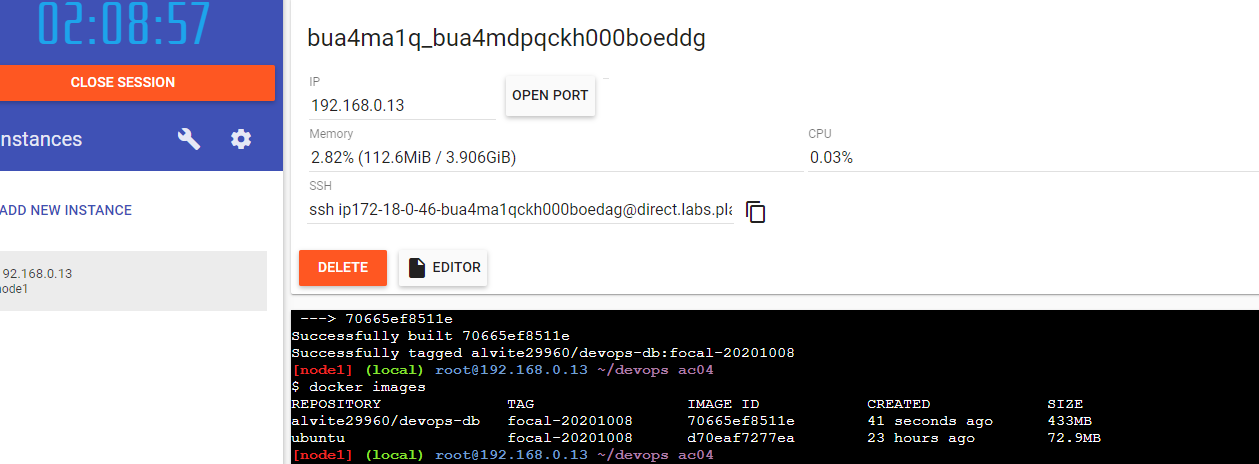 02:08:57
CLOSE SESSION
nstances
ADD NEW INSTANCE
92.168.0.13
node1
bua4ma1q_bua4mdpqckh000boeddg
IP
192.168.0.13
OPEN PORT
Memory
2.82% (112.6MiB / 3.906GiB)
CPU
0.03%
SSH
ssh ip172-18-0-46-bua4ma1qckh000boedag@direct.labs.pla
DELETE
EDITOR
---> 70665ef8511e
Successfully built 70665ef8511e
Successfully tagged alvite29960/devops-db:focal-20201008
[node1] (local) root@192.168.0.13 ~/devops ac04
$ docker images
REPOSITORY TAG IMAGE ID CREATED SIZE
alvite29960/devops-db focal-20201008 70665ef8511e 41 seconds ago 433MB
ubuntu focal-20201008 d70eaf7277ea 23 hours ago 72.9MB
[node1] (local) root@192.168.0.13 ~/devops ac04